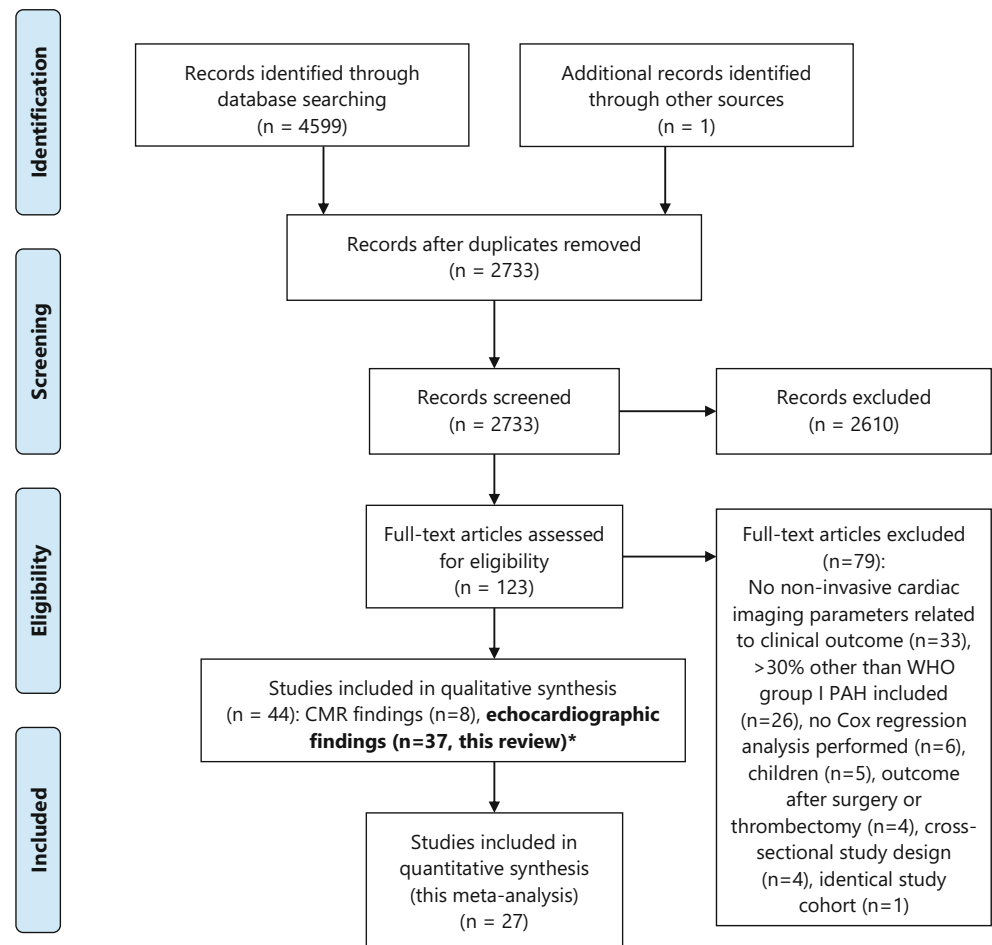 Identification
Records identified through
database searching
(n = 4599)
Additional records identified
through other sources
(n = 1)
Records after duplicates removed
(n = 2733)
Screening
Records screened
(n = 2733)
Records excluded
(n = 2610)
Eligibility
Full-text articles assessed
for eligibility
(n = 123)
Full-text articles excluded
(n=79):
No non-invasive cardiac
imaging parameters related
to clinical outcome (n=33),
>30% other than WHO
group I PAH included
(n=26), no Cox regression
analysis performed (n=6),
children (n=5), outcome
after surgery or
thrombectomy (n=4), cross-
sectional study design
(n=4), identical study
cohort (n=1)
Studies included in qualitative synthesis
(n = 44): CMR findings (n=8), echocardiographic
findings (n=37, this review)*
Included
Studies included in
quantitative synthesis
(this meta-analysis)
n = 27)